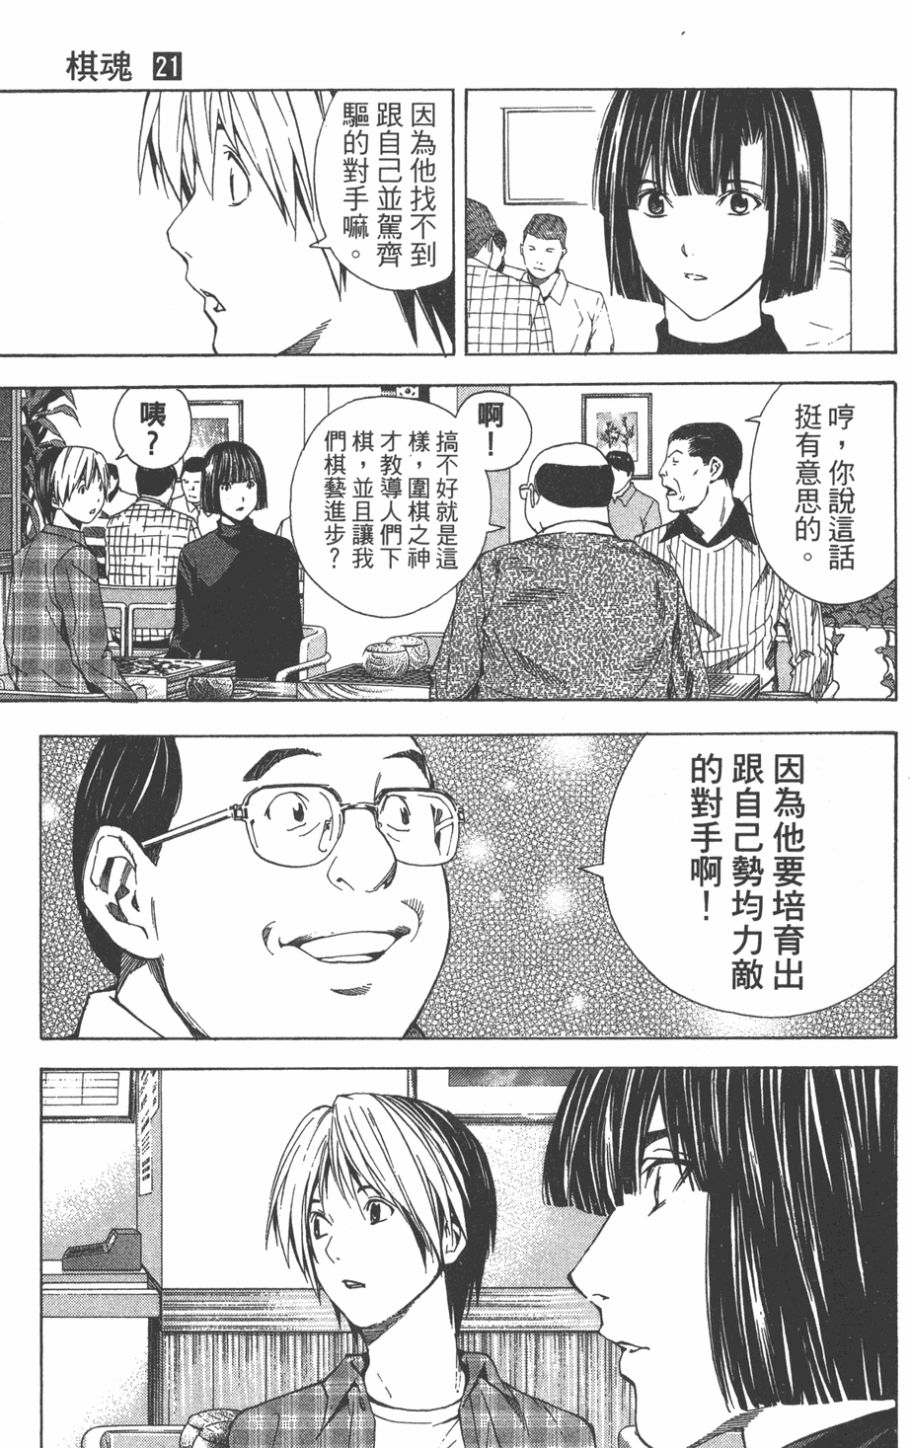 棋魂 21
因為他找不到
跟自己並駕齊
驅的對手嘛。
哼，你說這話
挺有意思的。
啊！
搞不好就是這
樣，圍棋之神
才教導人們下
棋，並且讓我
們棋藝進步？
咦？
因為他要培育出
跟自己勢均力敵
的對手啊！